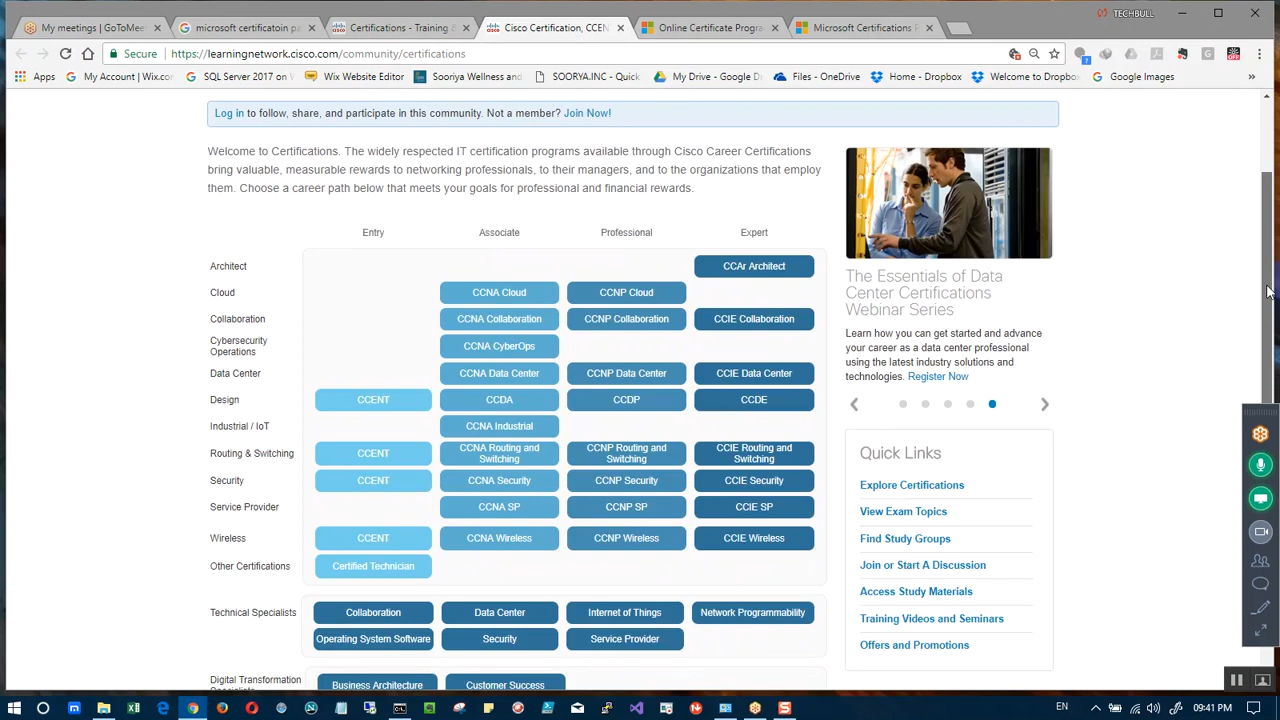 My meetings | GoToMee
microsoft certificatoin pa
Certifications - Training &
Cisco Certification, CCEN
Online Certificate Progra
Microsoft Certifications R
TECHBULL
Secure https://learningnetwork.cisco.com/community/certifications
Apps
My Account | Wix.com
SQL Server 2017 on W
Wix Website Editor
Soorya Wellness and
SOORYA.INC - Quick
My Drive - Google D
Files - OneDrive
Home - Dropbox
Welcome to Dropbox
Google Images
Log in to follow, share, and participate in this community. Not a member? Join Now!
Welcome to Certifications. The widely respected IT certification programs available through Cisco Career Certifications
bring valuable, measurable rewards to networking professionals, to their managers, and to the organizations that employ
them. Choose a career path below that meets your goals for professional and financial rewards.
Entry Associate Professional Expert
Architect CCAr Architect
Cloud CCNA Cloud CCNP Cloud
Collaboration CCNA Collaboration CCNP Collaboration CCIE Collaboration
Cybersecurity
Operations
CCNA CyberOps
Data Center CCNA Data Center CCNP Data Center CCIE Data Center
Design CCENT CCDA CCDP CCDE
Industrial / IoT CCNA Industrial
Routing & Switching CCENT
CCNA Routing and
Switching
CCNP Routing and
Switching
CCIE Routing and
Switching
Security CCENT CCNA Security CCNP Security CCIE Security
Service Provider CCNA SP CCNP SP CCIE SP
Wireless CCENT CCNA Wireless CCNP Wireless CCIE Wireless
Other Certifications Certified Technician
Technical Specialists Collaboration Data Center Internet of Things Network Programmability
Operating System Software Security Service Provider
Digital Transformation
Business Architecture Customer Success
The Essentials of Data
Center Certifications
Webinar Series
Learn how you can get started and advance
your career as a data center professional
using the latest industry solutions and
technologies. Register Now
Quick Links
Explore Certifications
View Exam Topics
Find Study Groups
Join or Start A Discussion
Access Study Materials
Training Videos and Seminars
Offers and Promotions
EN
09:41 PM